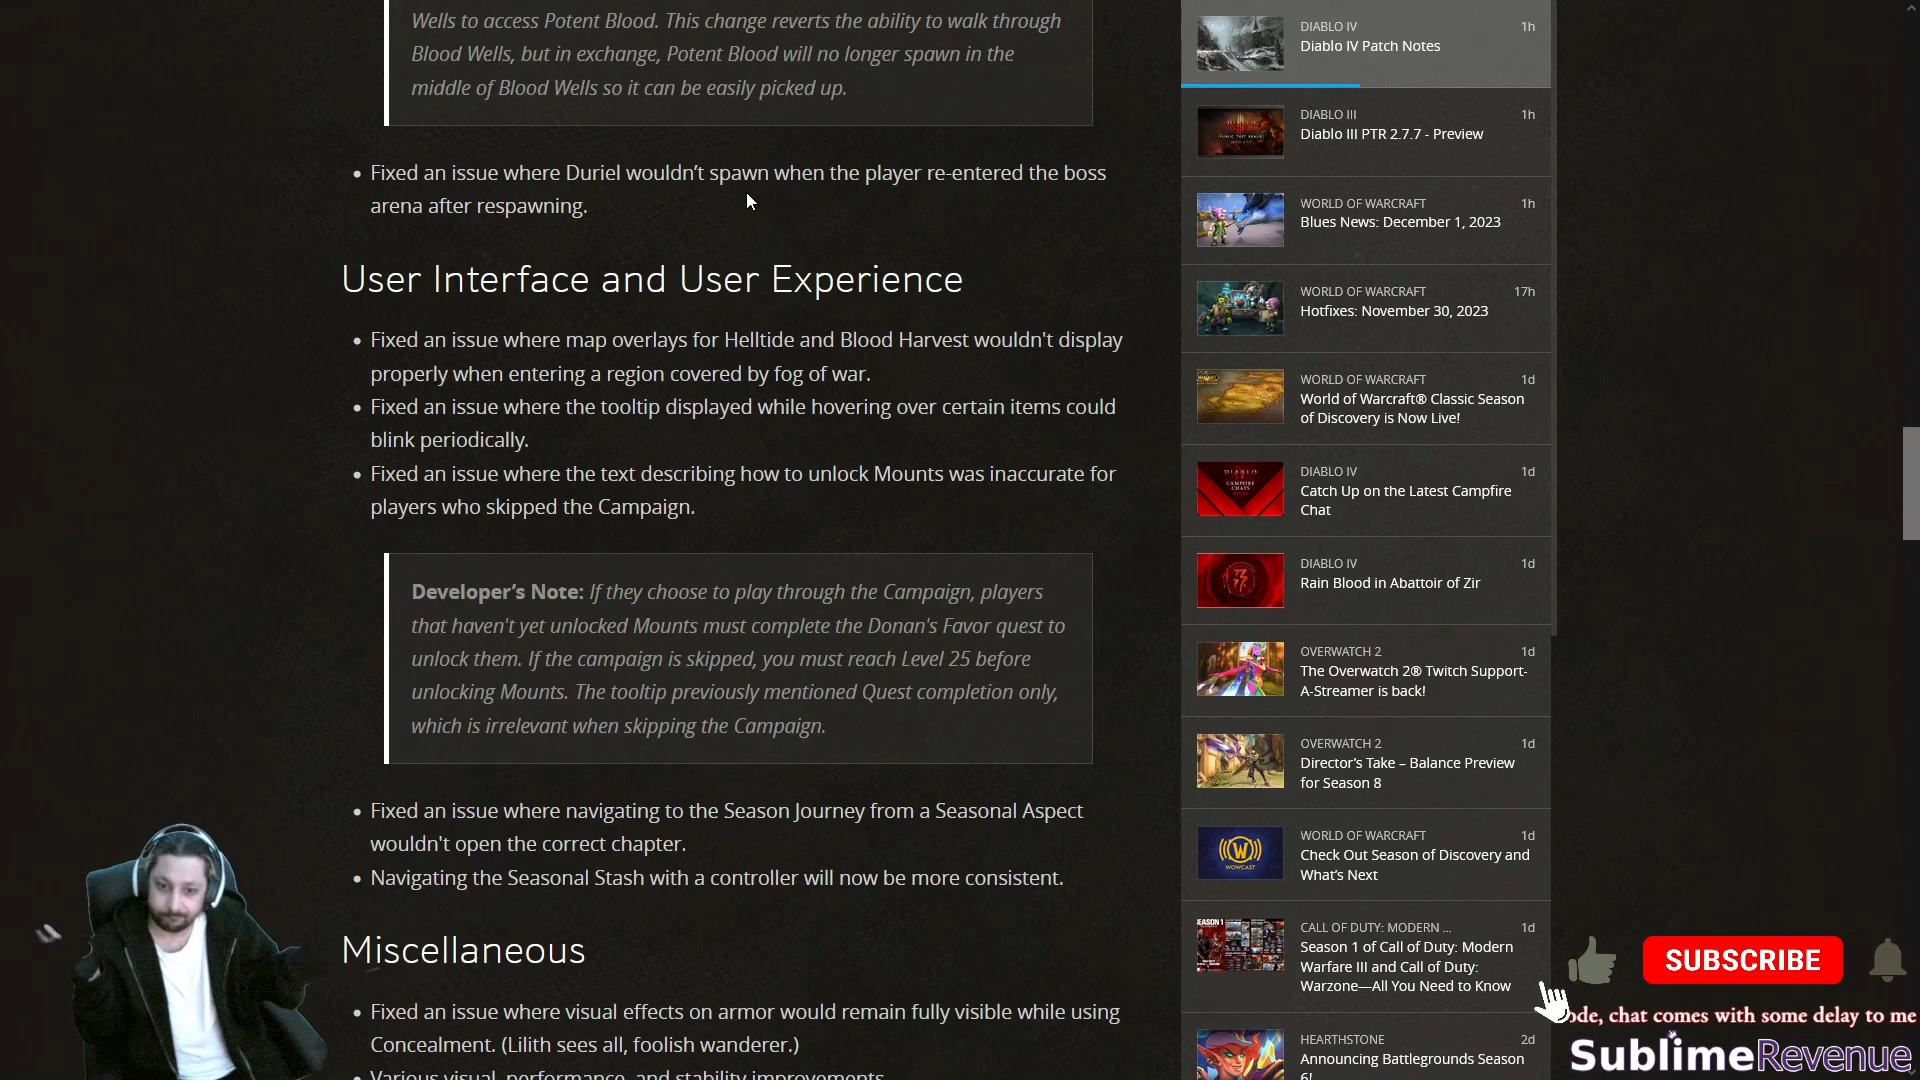 Wells to access Potent Blood. This change reverts the ability to walk through
Blood Wells, but in exchange, Potent Blood will no longer spawn in the
middle of Blood Wells so it can be easily picked up.
Fixed an issue where Duriel wouldn’t spawn when the player re-entered the boss
arena after respawning.
User Interface and User Experience
Fixed an issue where map overlays for Helltide and Blood Harvest wouldn't display
properly when entering a region covered by fog of war.
Fixed an issue where the tooltip displayed while hovering over certain items could
blink periodically.
Fixed an issue where the text describing how to unlock Mounts was inaccurate for
players who skipped the Campaign.
Developer’s Note: If they choose to play through the Campaign, players
that haven't yet unlocked Mounts must complete the Donan's Favor quest to
unlock them. If the campaign is skipped, you must reach Level 25 before
unlocking Mounts. The tooltip previously mentioned Quest completion only,
which is irrelevant when skipping the Campaign.
Fixed an issue where navigating to the Season Journey from a Seasonal Aspect
wouldn't open the correct chapter.
Navigating the Seasonal Stash with a controller will now be more consistent.
Miscellaneous
Fixed an issue where visual effects on armor would remain fully visible while using
Concealment. (Lilith sees all, foolish wanderer.)
Various visual, performance, and stability improvements.
DIABLO IV 1h
Diablo IV Patch Notes
DIABLO III 1h
Diablo III PTR 2.7.7 - Preview
WORLD OF WARCRAFT 1h
Blues News: December 1, 2023
WORLD OF WARCRAFT 17h
Hotfixes: November 30, 2023
WORLD OF WARCRAFT 1d
World of Warcraft® Classic Season
of Discovery is Now Live!
DIABLO IV 1d
Catch Up on the Latest Campfire
Chat
DIABLO IV 1d
Rain Blood in Abattoir of Zir
OVERWATCH 2 1d
The Overwatch 2® Twitch Support-
A-Streamer is back!
OVERWATCH 2 1d
Director’s Take – Balance Preview
for Season 8
WORLD OF WARCRAFT 1d
Check Out Season of Discovery and
What’s Next
CALL OF DUTY: MODERN ... 1d
Season 1 of Call of Duty: Modern
Warfare III and Call of Duty:
Warzone—All You Need to Know
HEARTHSTONE 2d
Announcing Battlegrounds Season
6!
SUBSCRIBE
ode, chat comes with some delay to me
SublimeRevenue